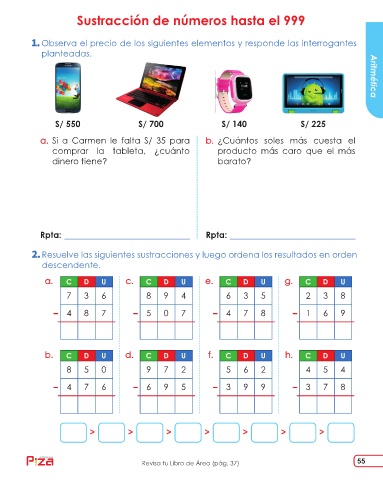 Sustracción de números hasta el 999
1. Observa el precio de los siguientes elementos y responde las interrogantes
planteadas.
Aritmética
S/ 550 S/ 700 S/ 140 S/ 225
a. Si a Carmen le falta S/ 35 para
comprar la tableta, ¿cuánto
dinero tiene?
b. ¿Cuántos soles más cuesta el
producto más caro que el más
barato?
Rpta: Rpta:
2. Resuelve las siguientes sustracciones y luego ordena los resultados en orden
descendente.
a. C D U c. C D U e. C D U g. C D U
7 3 6 8 9 4 6 3 5 2 3 8
- 4 8 7 - 5 0 7 - 4 7 8 - 1 6 9
b. C D U d. C D U f. C D U h. C D U
8 5 0 9 7 2 5 6 2 4 5 4
- 4 7 6 - 6 9 5 - 3 9 9 - 3 7 8
> > > > > > >
Revisa tu Libro de Área (pág. 37) 55